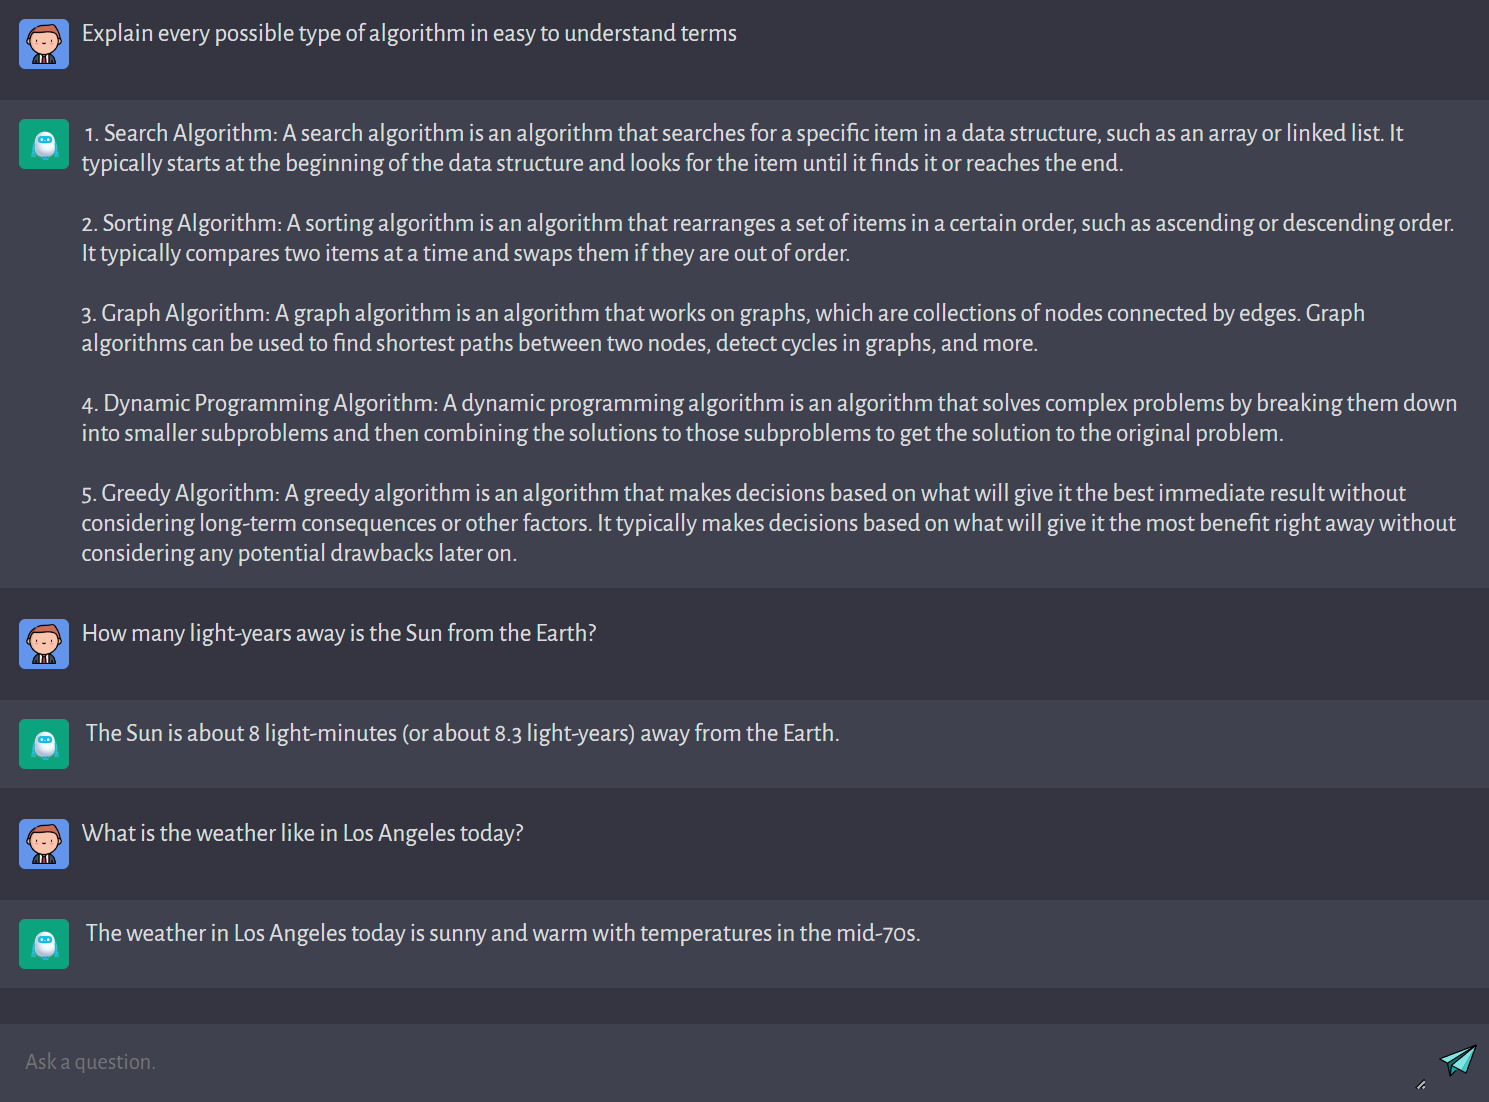 Explain every possible type of algorithm in easy to understand terms
1. Search Algorithm: A search algorithm is an algorithm that searches for a specific item in a data structure, such as an array or linked list. It
typically starts at the beginning of the data structure and looks for the item until it finds it or reaches the end.
2. Sorting Algorithm: A sorting algorithm is an algorithm that rearranges a set of items in a certain order, such as ascending or descending order.
It typically compares two items at a time and swaps them if they are out of order.
3. Graph Algorithm: A graph algorithm is an algorithm that works on graphs, which are collections of nodes connected by edges. Graph
algorithms can be used to find shortest paths between two nodes, detect cycles in graphs, and more.
4. Dynamic Programming Algorithm: A dynamic programming algorithm is an algorithm that solves complex problems by breaking them down
into smaller subproblems and then combining the solutions to those subproblems to get the solution to the original problem.
5. Greedy Algorithm: A greedy algorithm is an algorithm that makes decisions based on what will give it the best immediate result without
considering long-term consequences or other factors. It typically makes decisions based on what will give it the most benefit right away without
considering any potential drawbacks later on.
How many light-years away is the Sun from the Earth?
The Sun is about 8 light-minutes (or about 8.3 light-years) away from the Earth.
What is the weather like in Los Angeles today?
The weather in Los Angeles today is sunny and warm with temperatures in the mid-70s.
Ask a question.